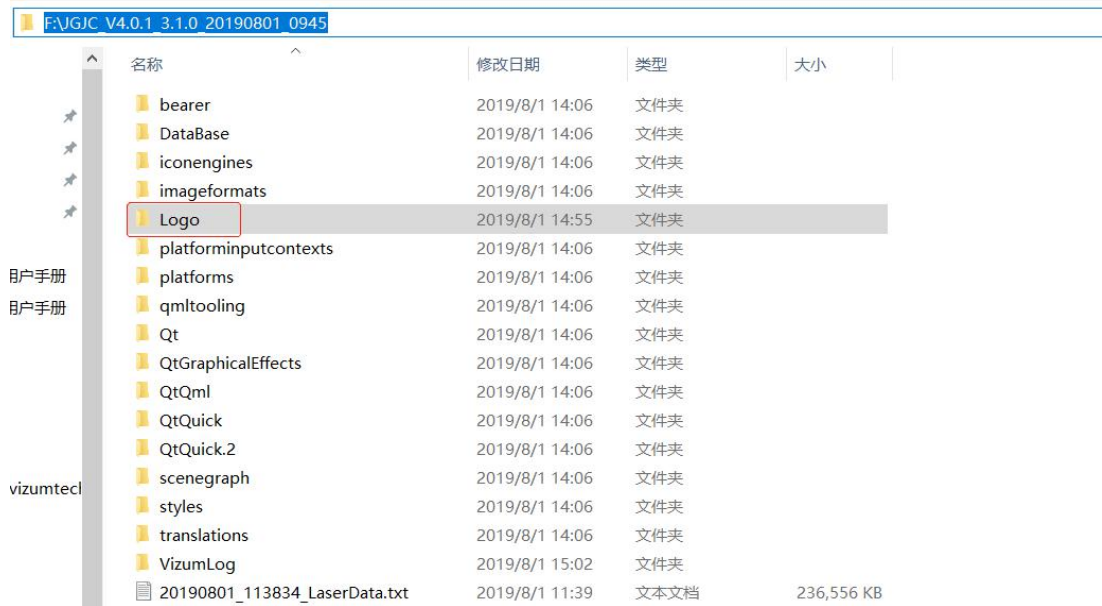 F:\JGJC_V4.0.1_3.1.0_20190801_0945
名称 修改日期 类型 大小
bearer 2019/8/1 14:06 文件夹
DataBase 2019/8/1 14:06 文件夹
iconengines 2019/8/1 14:06 文件夹
imageformats 2019/8/1 14:06 文件夹
Logo 2019/8/1 14:55 文件夹
platforminputcontexts 2019/8/1 14:06 文件夹
用户手册 platforms 2019/8/1 14:06 文件夹
用户手册 qmltooling 2019/8/1 14:06 文件夹
Qt 2019/8/1 14:06 文件夹
QtGraphicalEffects 2019/8/1 14:06 文件夹
QtQml 2019/8/1 14:06 文件夹
QtQuick 2019/8/1 14:06 文件夹
QtQuick.2 2019/8/1 14:06 文件夹
scenegraph 2019/8/1 14:06 文件夹
vizumtech styles 2019/8/1 14:06 文件夹
translations 2019/8/1 14:06 文件夹
VizumLog 2019/8/1 15:02 文件夹
20190801_113834_LaserData.txt 2019/8/1 11:39 文本文档 236,556 KB